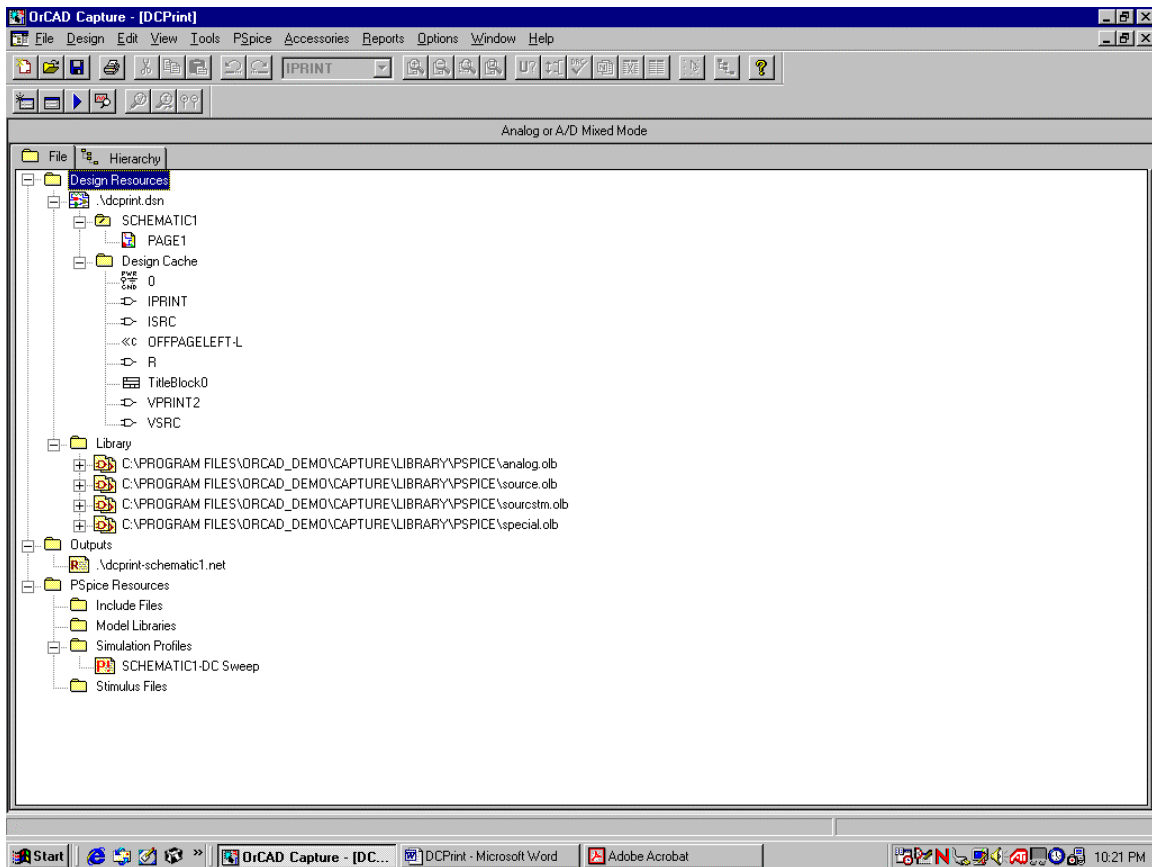 OrCAD Capture - [DCPrint]
File Design Edit View Tools PSpice Accessories Reports Options Window Help
IPRINT U?
Analog or A/D Mixed Mode
File Hierarchy
Design Resources
.\dcprint.dsn
SCHEMATIC1
PAGE1
Design Cache
0
IPRINT
ISRC
OFFPAGELEFT-L
R
TitleBlock0
VPRINT2
VSRC
Library
C:\PROGRAM FILES\ORCAD_DEMO\CAPTURE\LIBRARY\PSPICE\analog.olb
C:\PROGRAM FILES\ORCAD_DEMO\CAPTURE\LIBRARY\PSPICE\source.olb
C:\PROGRAM FILES\ORCAD_DEMO\CAPTURE\LIBRARY\PSPICE\sourcstm.olb
C:\PROGRAM FILES\ORCAD_DEMO\CAPTURE\LIBRARY\PSPICE\special.olb
Outputs
.\dcprint-schematic1.net
PSpice Resources
Include Files
Model Libraries
Simulation Profiles
SCHEMATIC1-DC Sweep
Stimulus Files
Start OrCAD Capture - [DC... DCPrint - Microsoft Word Adobe Acrobat 10:21 PM